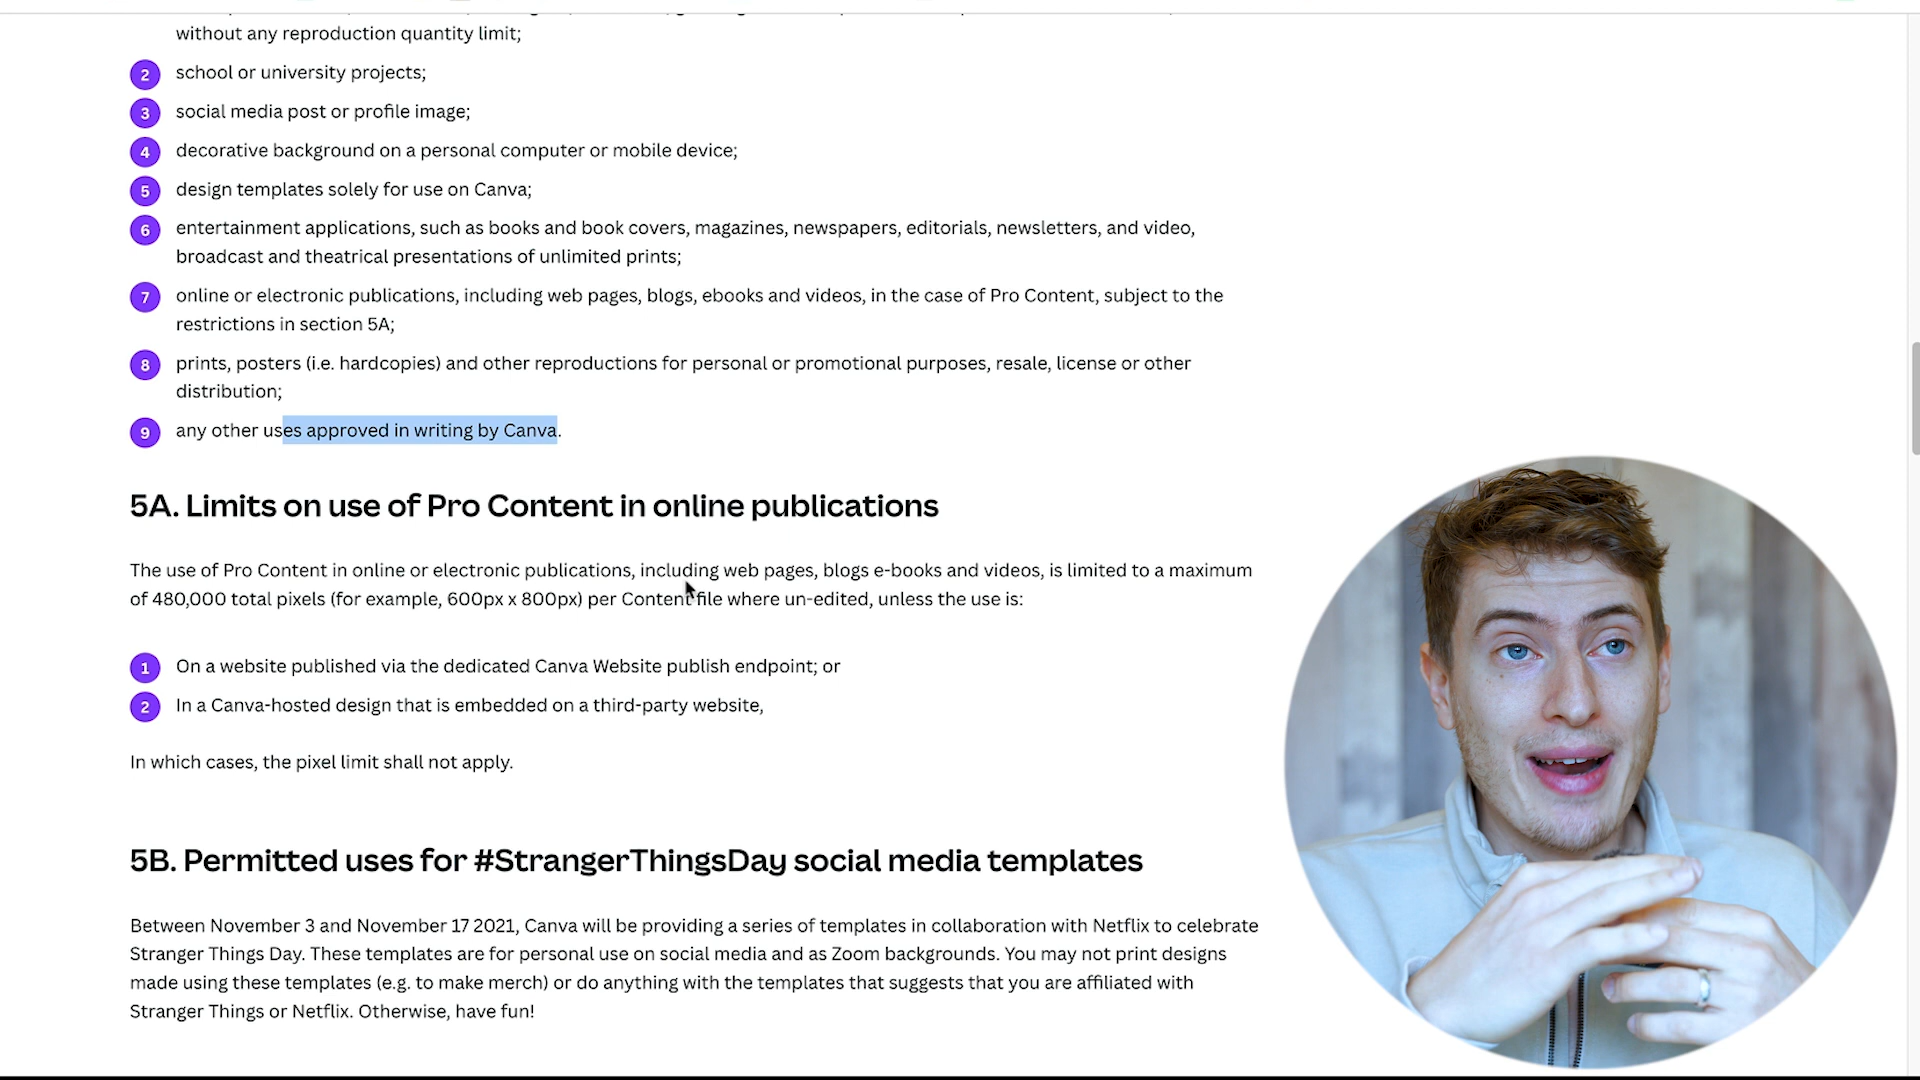 without any reproduction quantity limit;
2 school or university projects;
3 social media post or profile image;
4 decorative background on a personal computer or mobile device;
5 design templates solely for use on Canva;
6 entertainment applications, such as books and book covers, magazines, newspapers, editorials, newsletters, and video,
broadcast and theatrical presentations of unlimited prints;
7 online or electronic publications, including web pages, blogs, ebooks and videos, in the case of Pro Content, subject to the
restrictions in section 5A;
8 prints, posters (i.e. hardcopies) and other reproductions for personal or promotional purposes, resale, license or other
distribution;
9 any other uses approved in writing by Canva.
5A. Limits on use of Pro Content in online publications
The use of Pro Content in online or electronic publications, including web pages, blogs e-books and videos, is limited to a maximum
of 480,000 total pixels (for example, 600px x 800px) per Content file where un-edited, unless the use is:
1 On a website published via the dedicated Canva Website publish endpoint; or
2 In a Canva-hosted design that is embedded on a third-party website,
In which cases, the pixel limit shall not apply.
5B. Permitted uses for #StrangerThingsDay social media templates
Between November 3 and November 17 2021, Canva will be providing a series of templates in collaboration with Netflix to celebrate
Stranger Things Day. These templates are for personal use on social media and as Zoom backgrounds. You may not print designs
made using these templates (e.g. to make merch) or do anything with the templates that suggests that you are affiliated with
Stranger Things or Netflix. Otherwise, have fun!